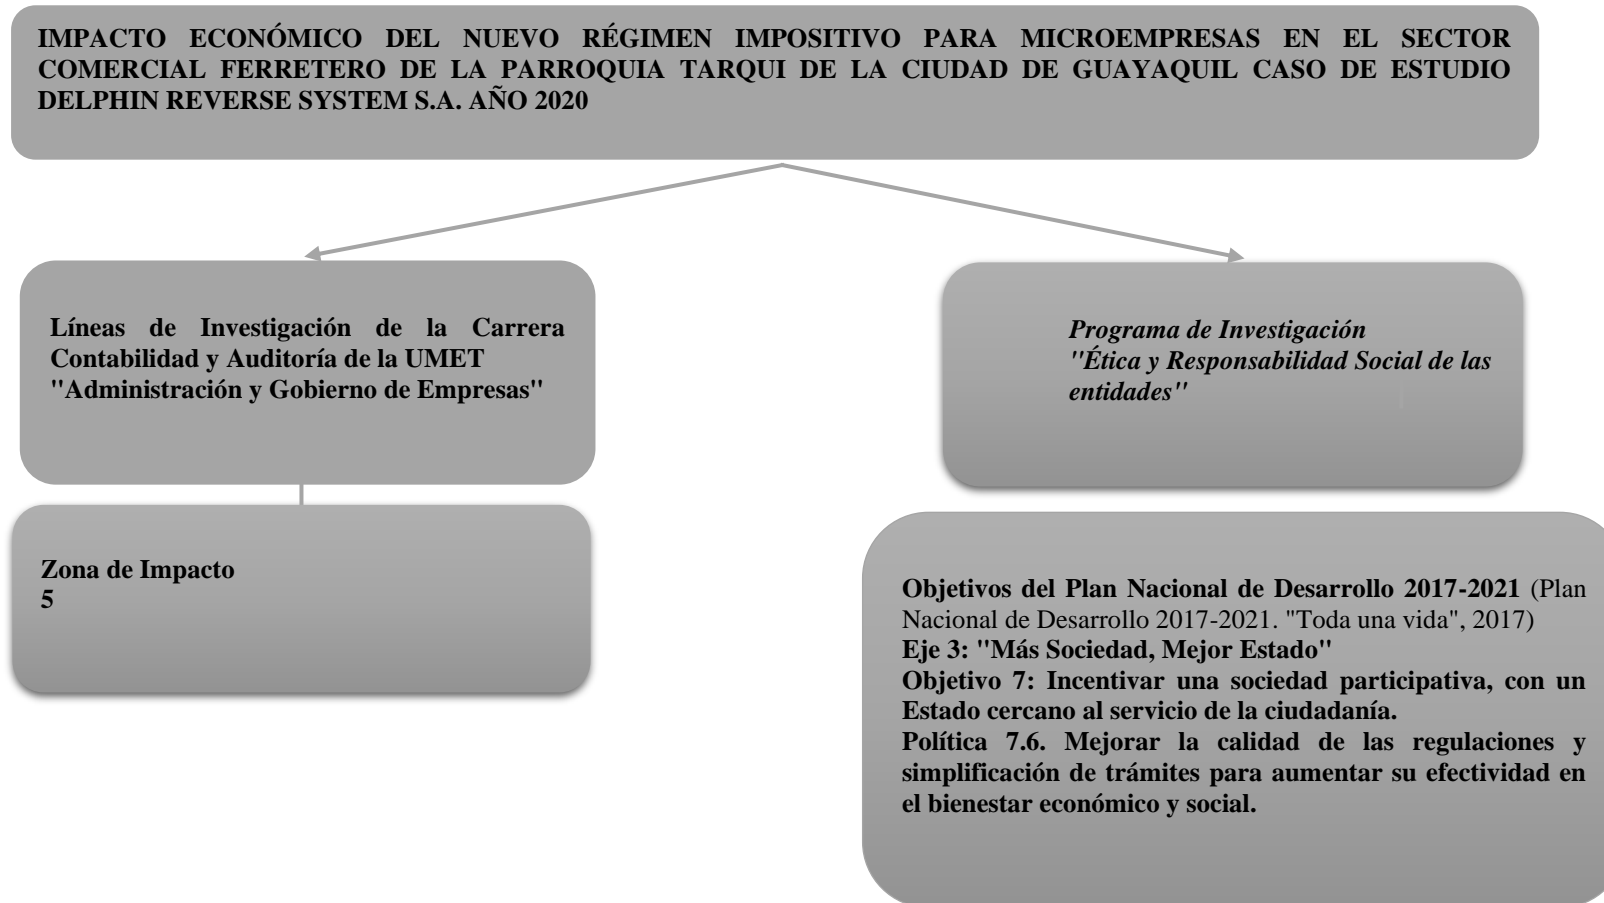 IMPACTO ECONÓMICO DEL NUEVO RÉGIMEN IMPOSITIVO PARA MICROEMPRESAS EN EL SECTOR
COMERCIAL FERRETERO DE LA PARROQUIA TARQUI DE LA CIUDAD DE GUAYAQUIL CASO DE ESTUDIO
DELPHIN REVERSE SYSTEM S.A. AÑO 2020
Líneas de Investigación de la Carrera
Contabilidad y Auditoría de la UMET
"Administración y Gobierno de Empresas"
Programa de Investigación
"Ética y Responsabilidad Social de las
entidades"
Zona de Impacto
5
Objetivos del Plan Nacional de Desarrollo 2017-2021 (Plan
Nacional de Desarrollo 2017-2021. "Toda una vida", 2017)
Eje 3: "Más Sociedad, Mejor Estado"
Objetivo 7: Incentivar una sociedad participativa, con un
Estado cercano al servicio de la ciudadanía.
Política 7.6. Mejorar la calidad de las regulaciones y
simplificación de trámites para aumentar su efectividad en
el bienestar económico y social.